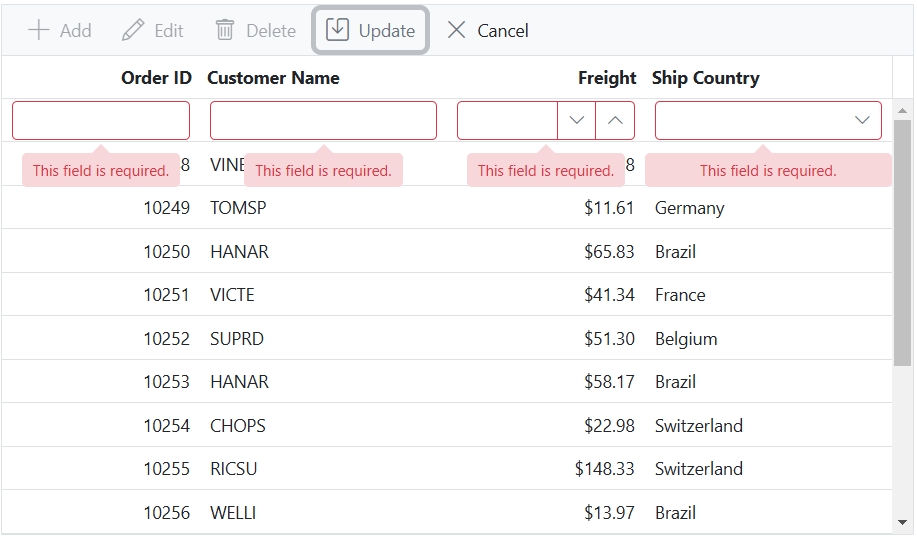 Add Edit Delete Update Cancel
Order ID Customer Name Freight Ship Country
8 VINE 8
This field is required. This field is required. This field is required. This field is required.
10249 TOMSP $11.61 Germany
10250 HANAR $65.83 Brazil
10251 VICTE $41.34 France
10252 SUPRD $51.30 Belgium
10253 HANAR $58.17 Brazil
10254 CHOPS $22.98 Switzerland
10255 RICSU $148.33 Switzerland
10256 WELLI $13.97 Brazil